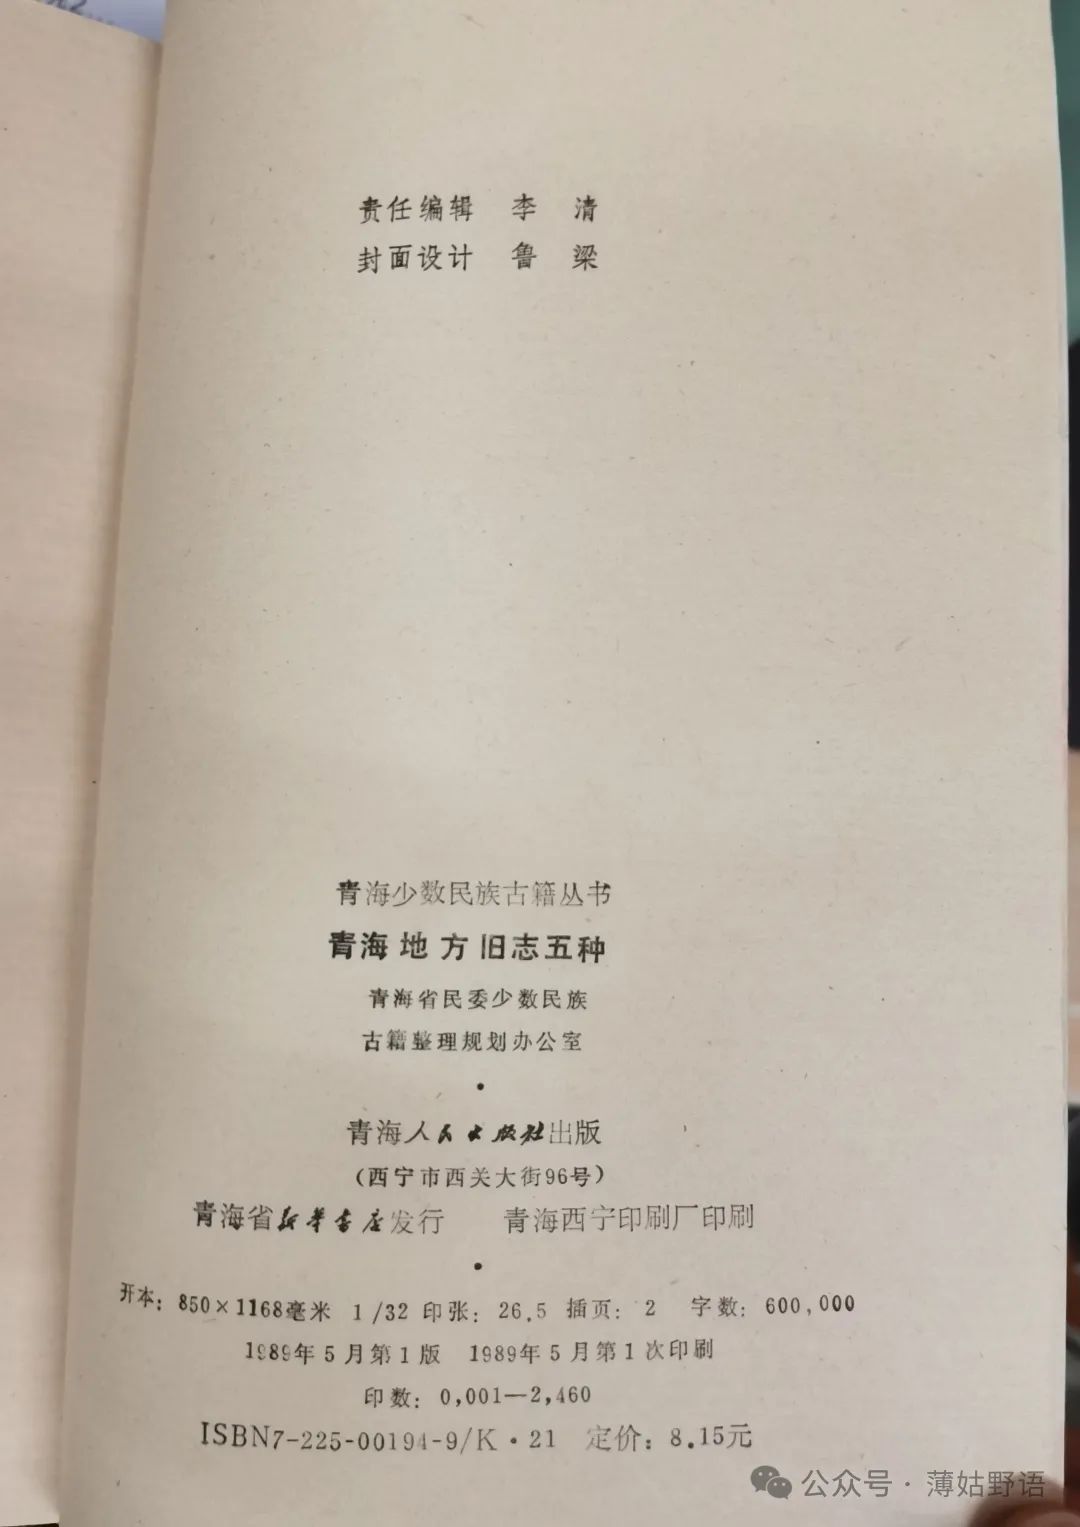 责任编辑 李 清
封面设计 鲁 梁
青海少数民族古籍丛书
青海地方旧志五种
青海省民委少数民族
古籍整理规划办公室
·
青海人民出版社出版
(西宁市西关大街96号)
青海省新华书店发行 青海西宁印刷厂印刷
·
开本: 850×1168毫米 1/32 印张: 26.5 插页: 2 字数: 600,000
1989年5月第1版 1989年5月第1次印刷
印数: 0,001—2,460
ISBN7-225-00194-9/K·21 定价: 8.15元
公众号·薄姑野语